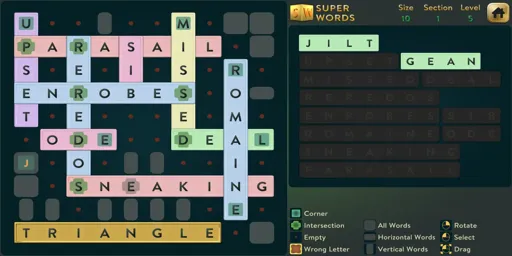 U M
P A R A S A I L
S E I S R
E N R O B E S O
T E E M
O D E D E A L
J O I
S N E A K I N G
E
T R I A N G L E
SUPER WORDS
Size 10
Section 1
Level 5
J I L T
G E A N
R O M A I N E O D E
S N E A K I N G
P A R A S A I L
Corner
Intersection
Empty
Wrong Letter
All Words
Horizontal Words
Vertical Words
Rotate
Select
Drag